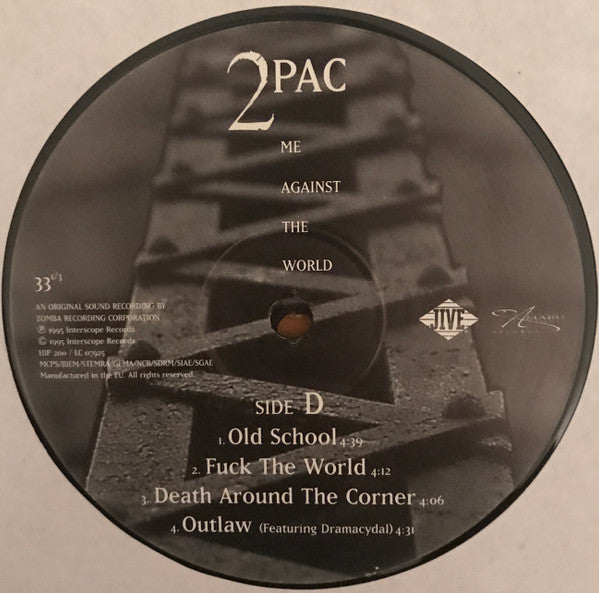 2PAC
ME
AGAINST
THE
WORLD
33 1/3
AN ORIGINAL SOUND RECORDING BY
ZOMBA RECORDING CORPORATION
℗ 1995 Interscope Records
© 1995 Interscope Records
HIP 200 / LC 07925
MCPS/BIEM/STEMRA/GEMA/NCB/SDRM/SIAE/SGAE
Manufactured in the EU. All rights reserved.
JIVE
Amaru
RECORDS
SIDE D
1. Old School 4:39
2. Fuck The World 4:12
3. Death Around The Corner 4:06
4. Outlaw (Featuring Dramacydal) 4:31